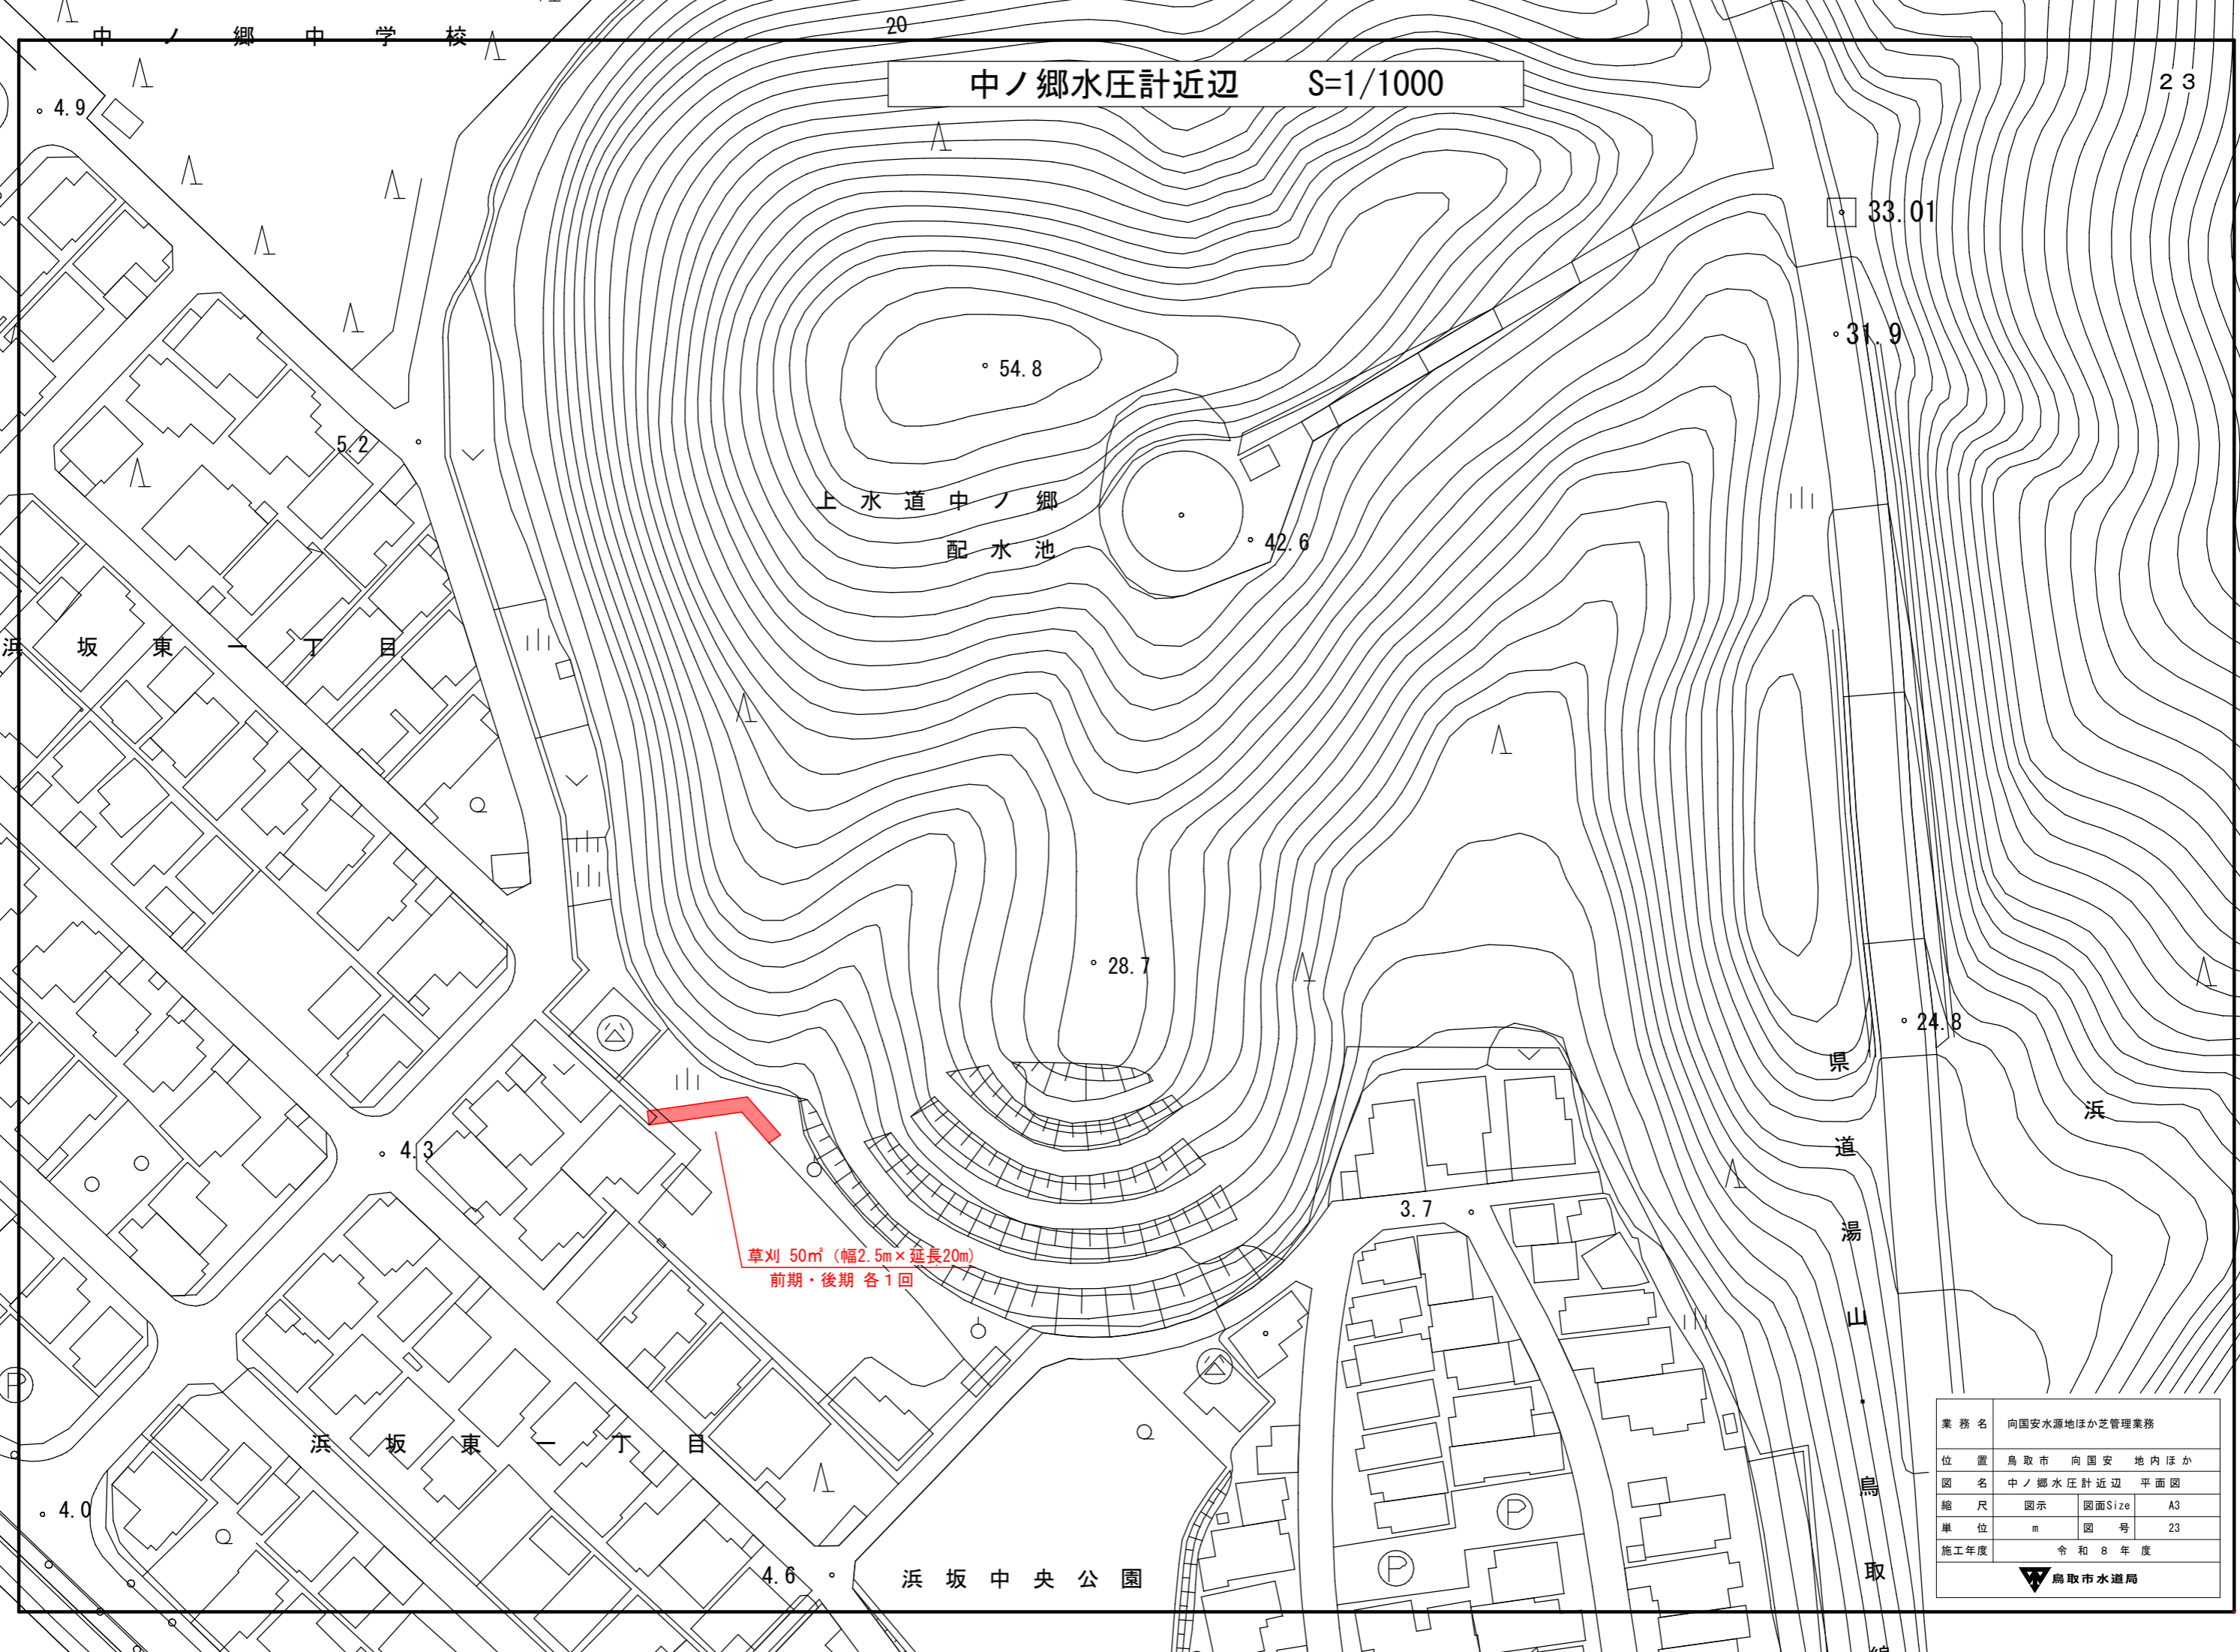 中ノ郷中学校
20
中ノ郷水圧計近辺 S=1/1000
23
4.9
33.01
31.9
54.8
5.2
上水道中ノ郷
配水池
42.6
浜坂東一丁目
28.7
24.8
県道湯山・鳥取線
浜
4.3
3.7
草刈 50㎡ (幅2.5m×延長20m)
前期・後期 各1回
P
浜坂東一丁目
4.0
P
P
4.6
浜坂中央公園
業務名 向国安水源地ほか芝管理業務
位置 鳥取市 向国安 地内ほか
図名 中ノ郷水圧計近辺 平面図
縮尺 図示 図面Size A3
単位 m 図号 23
施工年度 令和8年度
鳥取市水道局